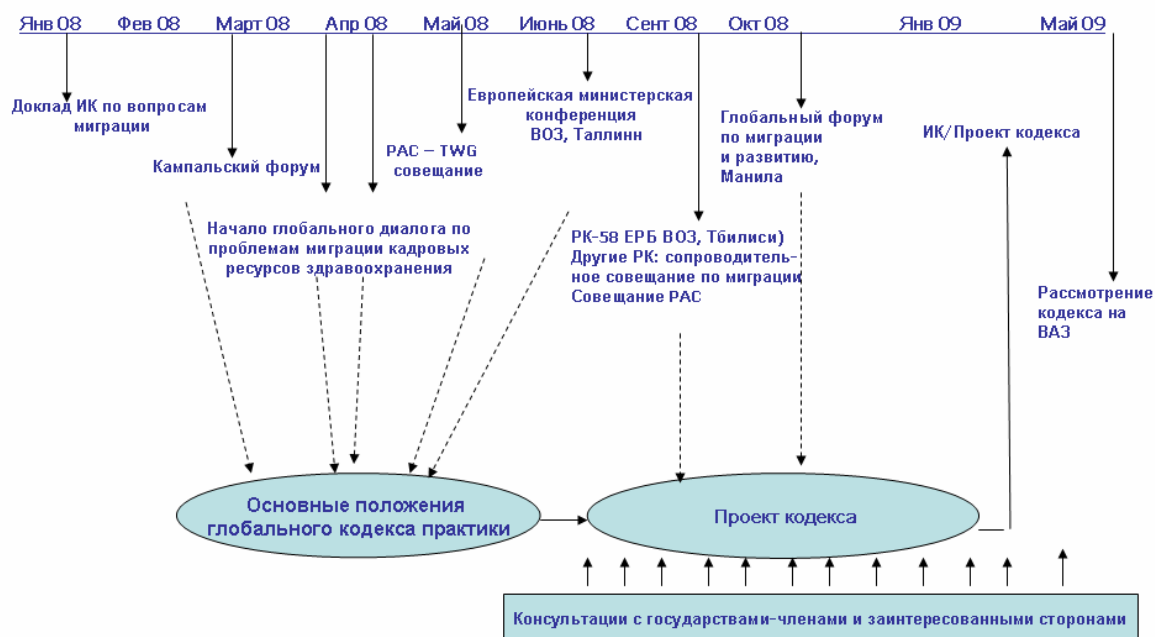 Янв 08 Фев 08 Март 08 Апр 08 Май 08 Июнь 08 Сент 08 Окт 08 Янв 09 Май 09
Доклад ИК по вопросам
миграции
Кампальский форум
Начало глобального диалога по
проблемам миграции кадровых
ресурсов здравоохранения
РАС – TWG
совещание
Европейская министерская
конференция
ВОЗ, Таллинн
РК-58 ЕРБ ВОЗ, Тбилиси)
Другие РК: сопроводитель-
ное совещание по миграции
Совещание РАС
Глобальный форум
по миграции
и развитию,
Манила
ИК/Проект кодекса
Рассмотрение
кодекса на
ВАЗ
Основные положения
глобального кодекса практики
Проект кодекса
Консультации с государствами-членами и заинтересованными сторонами